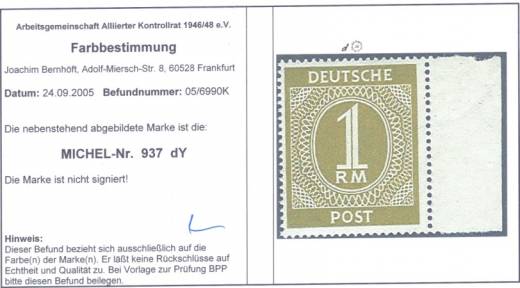 Arbeitsgemeinschaft Alliierter Kontrollrat 1946/48 e.V.
Farbbestimmung
Joachim Bernhöft, Adolf-Miersch-Str. 8, 60528 Frankfurt
Datum: 24.09.2005 Befundnummer: 05/6990K
Die nebenstehend abgebildete Marke ist die:
MICHEL-Nr. 937 dY
Die Marke ist nicht signiert!
Hinweis:
Dieser Befund bezieht sich ausschließlich auf die
Farbe(n) der Marke(n). Er läßt keine Rückschlüsse auf
Echtheit und Qualität zu. Bei Vorlage zur Prüfung BPP
bitte diesen Befund beilegen.
d
DEUTSCHE
1
RM
POST